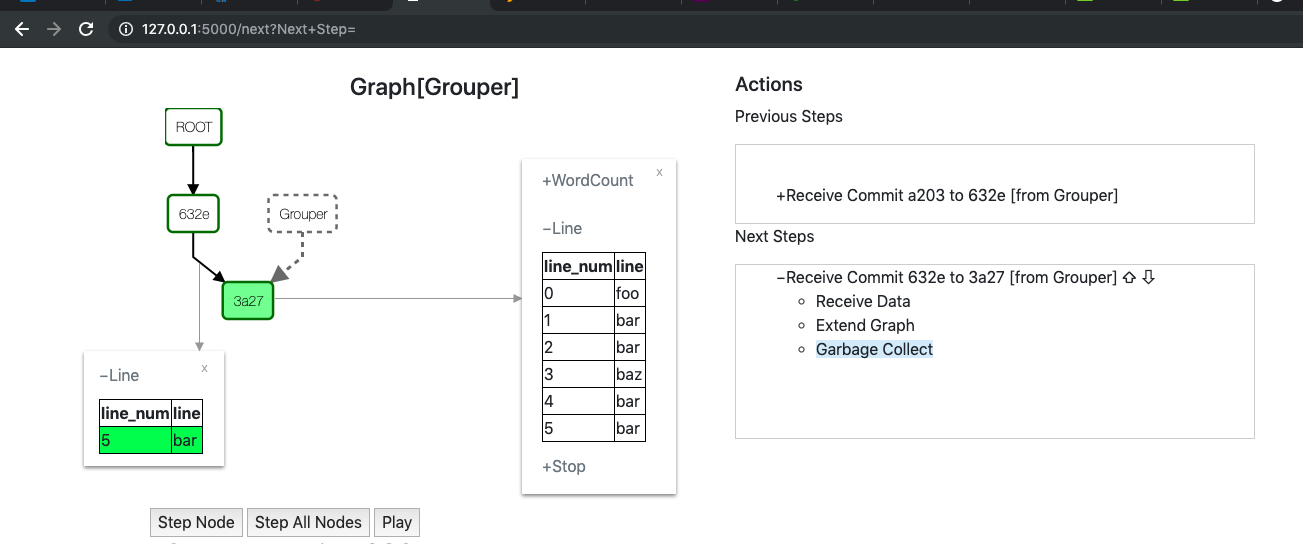 127.0.0.1:5000/next?Next+Step=
Graph[Grouper]
ROOT
632e
Grouper
3a27
+WordCount
x
−Line
line_num line
0 foo
1 bar
2 bar
3 baz
4 bar
5 bar
+Stop
−Line
x
line_num line
5 bar
Step Node
Step All Nodes
Play
Actions
Previous Steps
+Receive Commit a203 to 632e [from Grouper]
Next Steps
−Receive Commit 632e to 3a27 [from Grouper]
Receive Data
Extend Graph
Garbage Collect